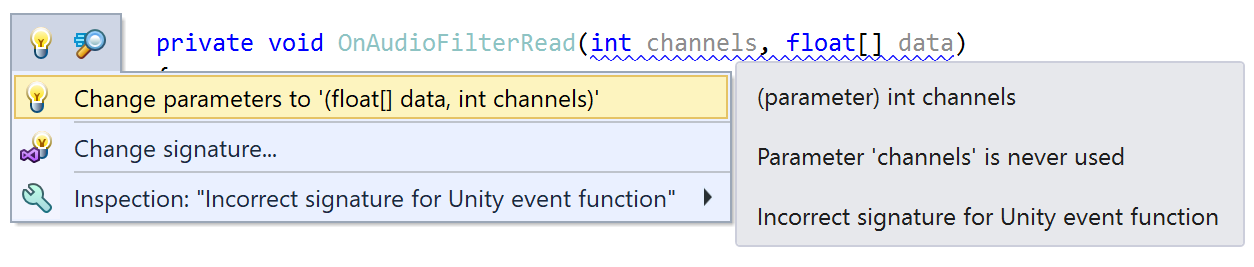 private void OnAudioFilterRead(int channels, float[] data)
{
Change parameters to '(float[] data, int channels)'
Change signature...
Inspection: "Incorrect signature for Unity event function"
(parameter) int channels
Parameter 'channels' is never used
Incorrect signature for Unity event function